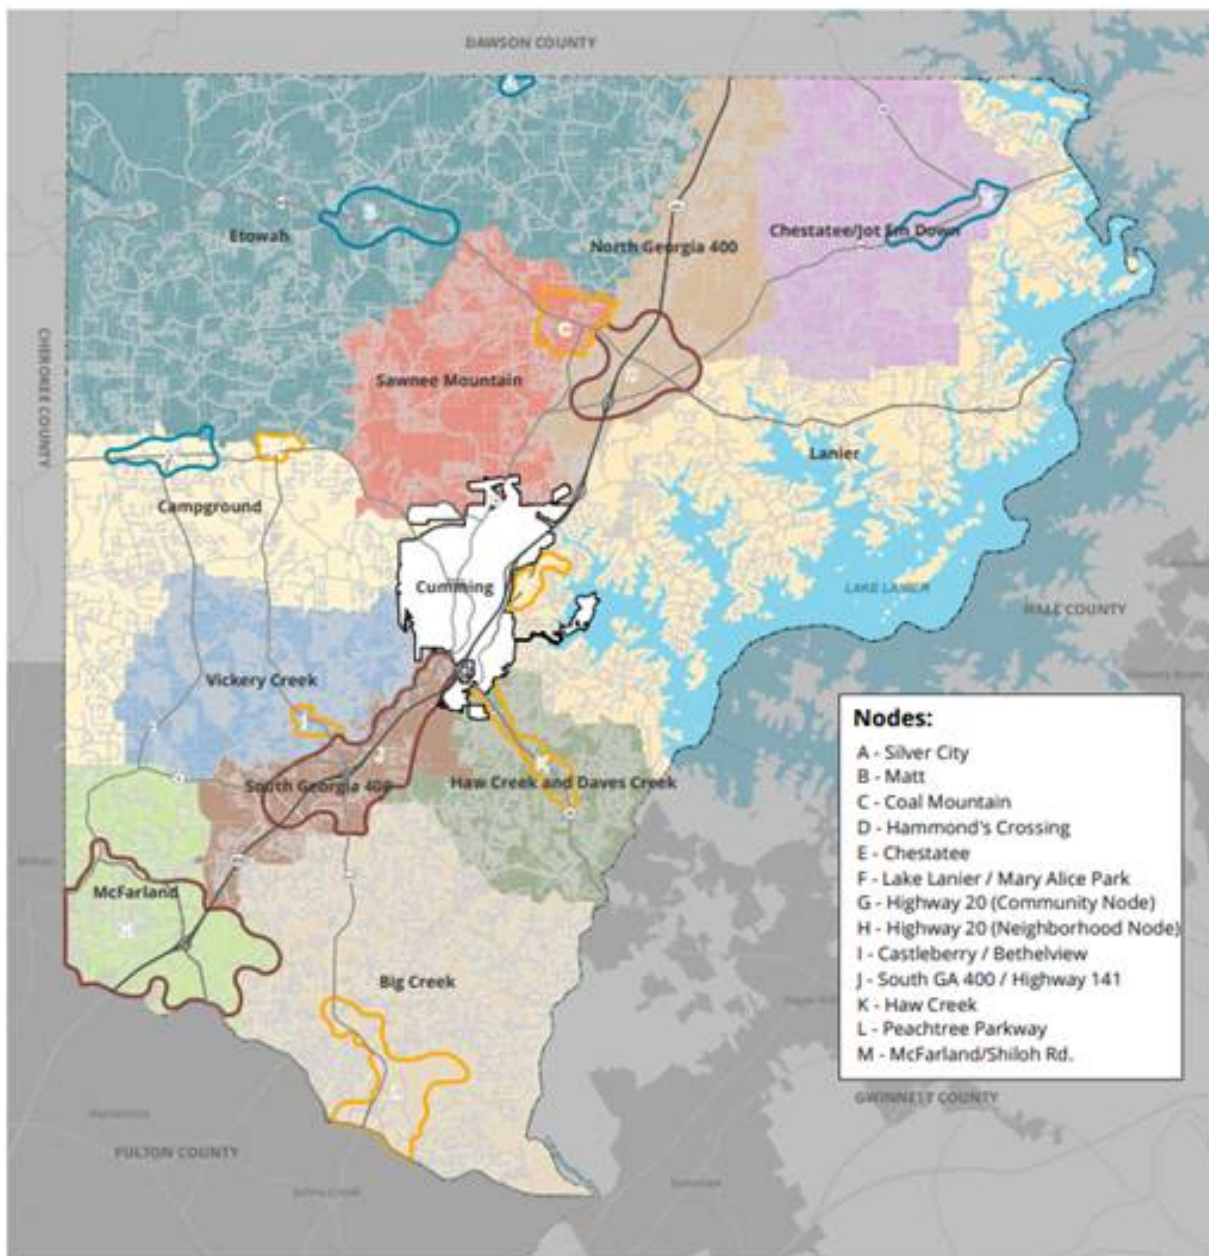 DAWSON COUNTY
Etowah
North Georgia 400
Chestatee/Jot Em Down
CHEROKEE COUNTY
Sawnee Mountain
Lanier
Campground
Cumming
LAKE LANIER
HALL COUNTY
Vickery Creek
South Georgia 400
Haw Creek and Daves Creek
McFarland
Big Creek
Nodes:
A - Silver City
B - Matt
C - Coal Mountain
D - Hammond's Crossing
E - Chestatee
F - Lake Lanier / Mary Alice Park
G - Highway 20 (Community Node)
H - Highway 20 (Neighborhood Node)
I - Castleberry / Bethelview
J - South GA 400 / Highway 141
K - Haw Creek
L - Peachtree Parkway
M - McFarland/Shiloh Rd.
GWINNETT COUNTY
FULTON COUNTY
Johns Creek